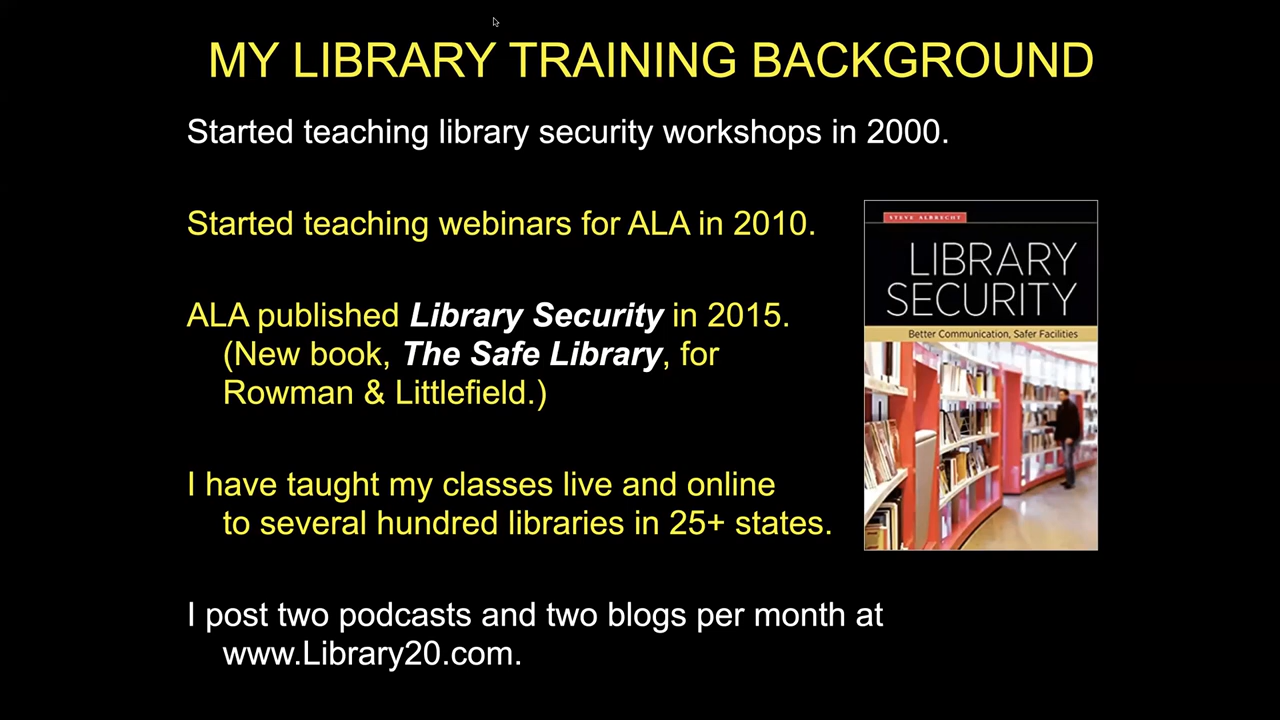 MY LIBRARY TRAINING BACKGROUND
Started teaching library security workshops in 2000.
Started teaching webinars for ALA in 2010.
ALA published Library Security in 2015.
(New book, The Safe Library, for
Rowman & Littlefield.)
I have taught my classes live and online
to several hundred libraries in 25+ states.
I post two podcasts and two blogs per month at
www.Library20.com.
STEVE ALBRECHT
LIBRARY
SECURITY
Better Communication, Safer Facilities